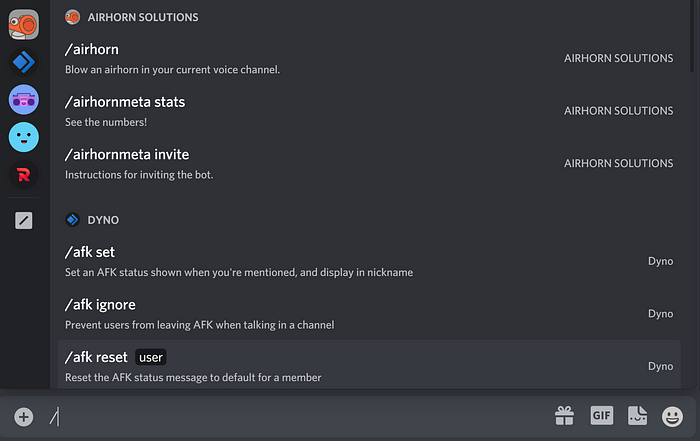 AIRHORN SOLUTIONS
/airhorn
Blow an airhorn in your current voice channel.
AIRHORN SOLUTIONS
/airhornmeta stats
See the numbers!
AIRHORN SOLUTIONS
/airhornmeta invite
Instructions for inviting the bot.
AIRHORN SOLUTIONS
DYNO
/afk set
Set an AFK status shown when you're mentioned, and display in nickname
Dyno
/afk ignore
Prevent users from leaving AFK when talking in a channel
Dyno
/afk reset user
Reset the AFK status message to default for a member
Dyno
/
GIF